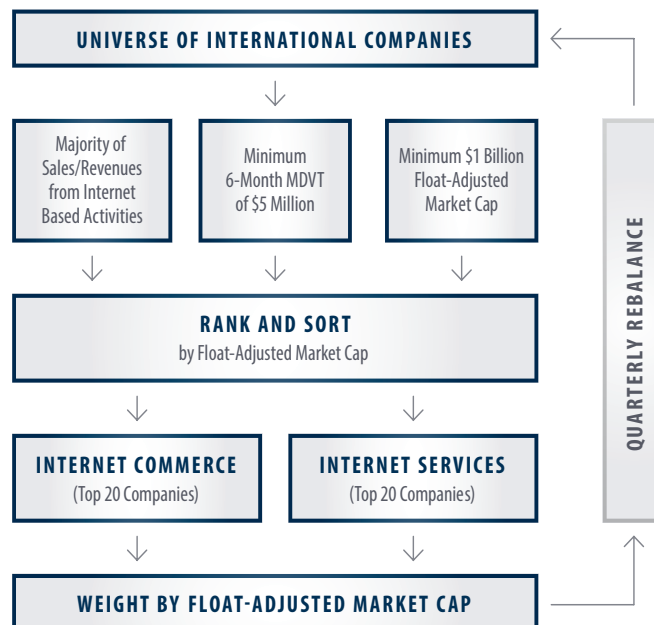 UNIVERSE OF INTERNATIONAL COMPANIES
Majority of
Sales/Revenues
from Internet
Based Activities
Minimum
6-Month MDVT
of $5 Million
Minimum $1 Billion
Float-Adjusted
Market Cap
RANK AND SORT
by Float-Adjusted Market Cap
INTERNET COMMERCE
(Top 20 Companies)
INTERNET SERVICES
(Top 20 Companies)
WEIGHT BY FLOAT-ADJUSTED MARKET CAP
QUARTERLY REBALANCE